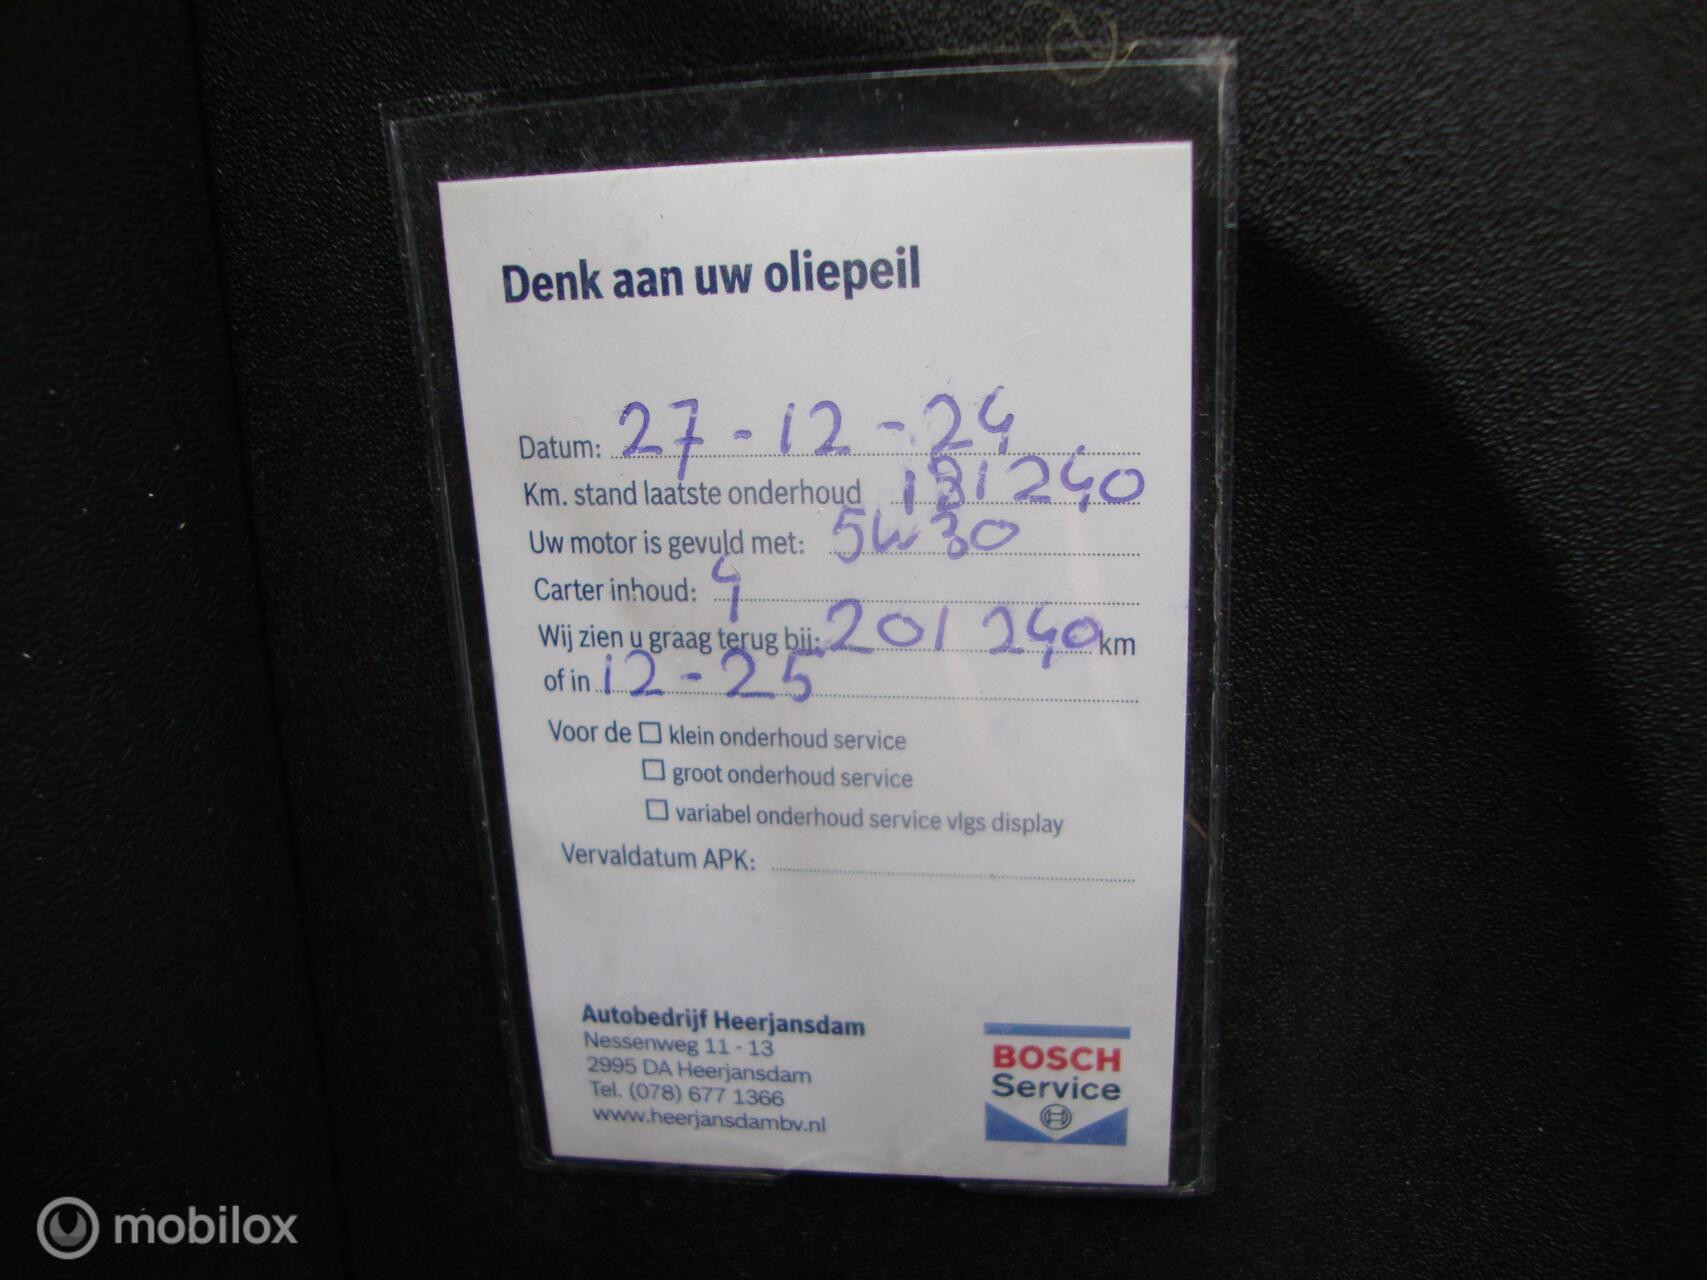 Denk aan uw oliepeil
Datum: 27-12-24
Km. stand laatste onderhoud 181240
Uw motor is gevuld met: 5W30
Carter inhoud: 4
Wij zien u graag terug bij: 201 240 km
of in 12-25
Voor de □ klein onderhoud service
□ groot onderhoud service
□ variabel onderhoud service vlgs display
Vervaldatum APK:
Autobedrijf Heerjansdam
Nessenweg 11 - 13
2995 DA Heerjansdam
Tel. (078) 677 1366
www.heerjansdambv.nl
BOSCH
Service
mobilox